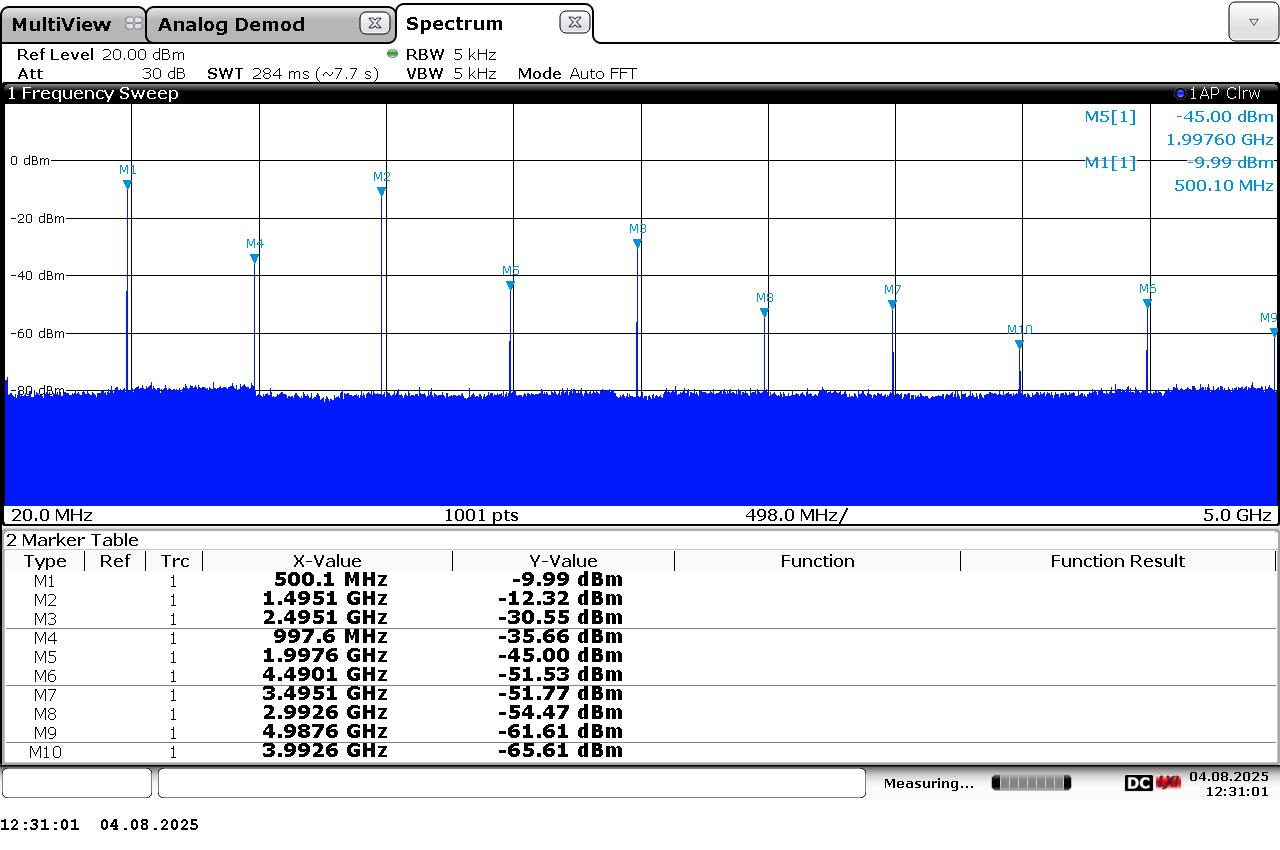 MultiView Analog Demod Spectrum
Ref Level 20.00 dBm RBW 5 kHz
Att 30 dB SWT 284 ms (~7.7 s) VBW 5 kHz Mode Auto FFT
1 Frequency Sweep 1AP Clrw
M5[1] -45.00 dBm
1.99760 GHz
M1[1] -9.99 dBm
500.10 MHz
0 dBm
M1
M2
-20 dBm
M3
M4
-40 dBm
M5
M6
M7
M8
M9
-60 dBm
M10
-80 dBm
20.0 MHz 1001 pts 498.0 MHz/ 5.0 GHz
2 Marker Table
Type Ref Trc X-Value Y-Value Function Function Result
M1 1 500.1 MHz -9.99 dBm
M2 1 1.4951 GHz -12.32 dBm
M3 1 2.4951 GHz -30.55 dBm
M4 1 997.6 MHz -35.66 dBm
M5 1 1.9976 GHz -45.00 dBm
M6 1 4.4901 GHz -51.53 dBm
M7 1 3.4951 GHz -51.77 dBm
M8 1 2.9926 GHz -54.47 dBm
M9 1 4.9876 GHz -61.61 dBm
M10 1 3.9926 GHz -65.61 dBm
Measuring... DC 04.08.2025
12:31:01
12:31:01 04.08.2025